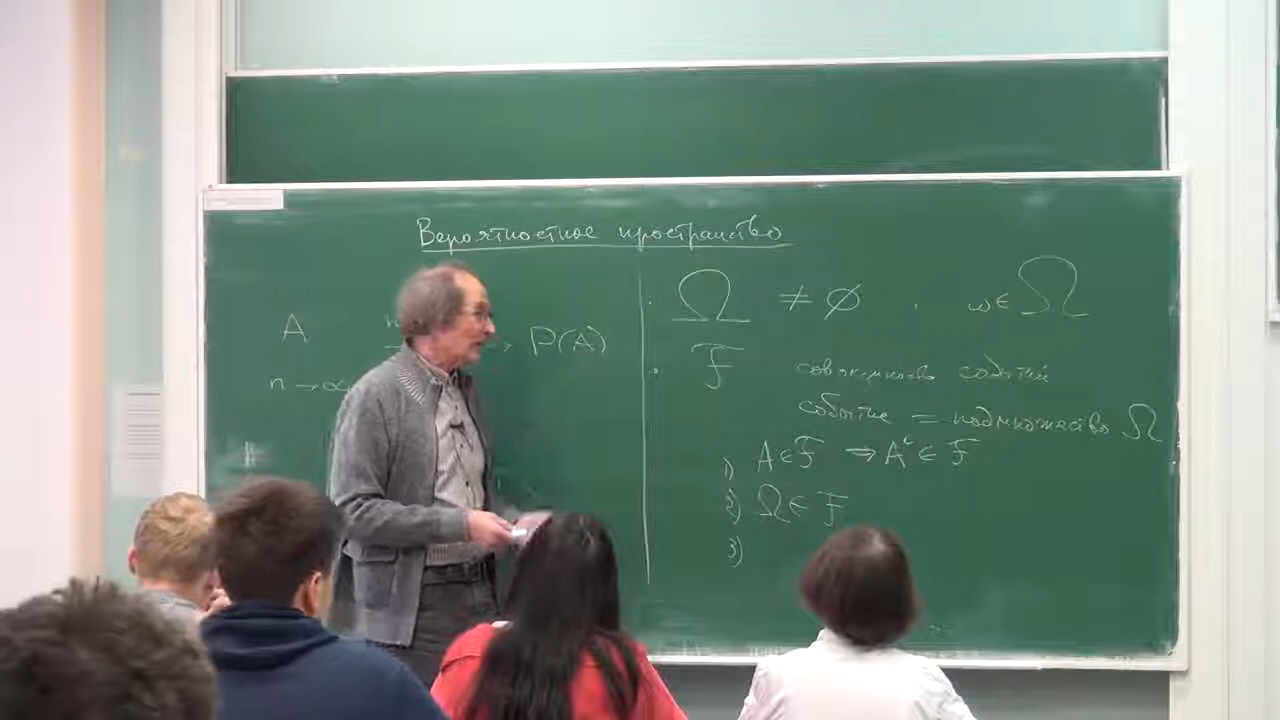 Вероятностное пространство
A → P(A)
n→∞
Ω ≠ ∅ . ω∈Ω
F совокупность событий
событие = подмножество Ω
1) A∈F ⇒ Aᶜ∈F
2) Ω∈F
3)